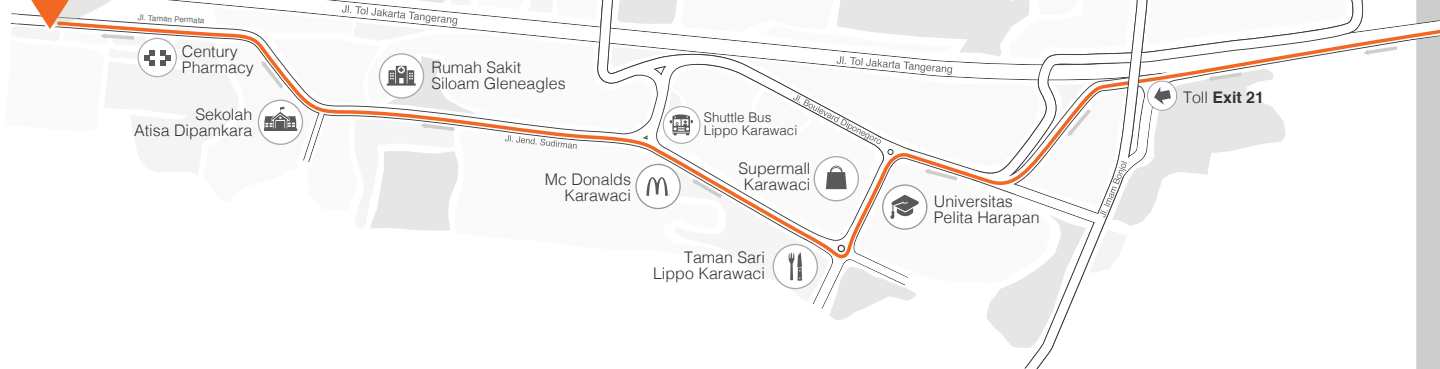 Jl. Taman Permata
Jl. Tol Jakarta Tangerang
Century
Pharmacy
Rumah Sakit
Siloam Gleneagles
Jl. Tol Jakarta Tangerang
Toll Exit 21
Sekolah
Atisa Dipamkara
Shuttle Bus
Lippo Karawaci
Jl. Boulevard Diponegoro
Jl. Jend. Sudirman
Mc Donalds
Karawaci
Supermall
Karawaci
Universitas
Pelita Harapan
Jl. Imam Bonjol
Taman Sari
Lippo Karawaci